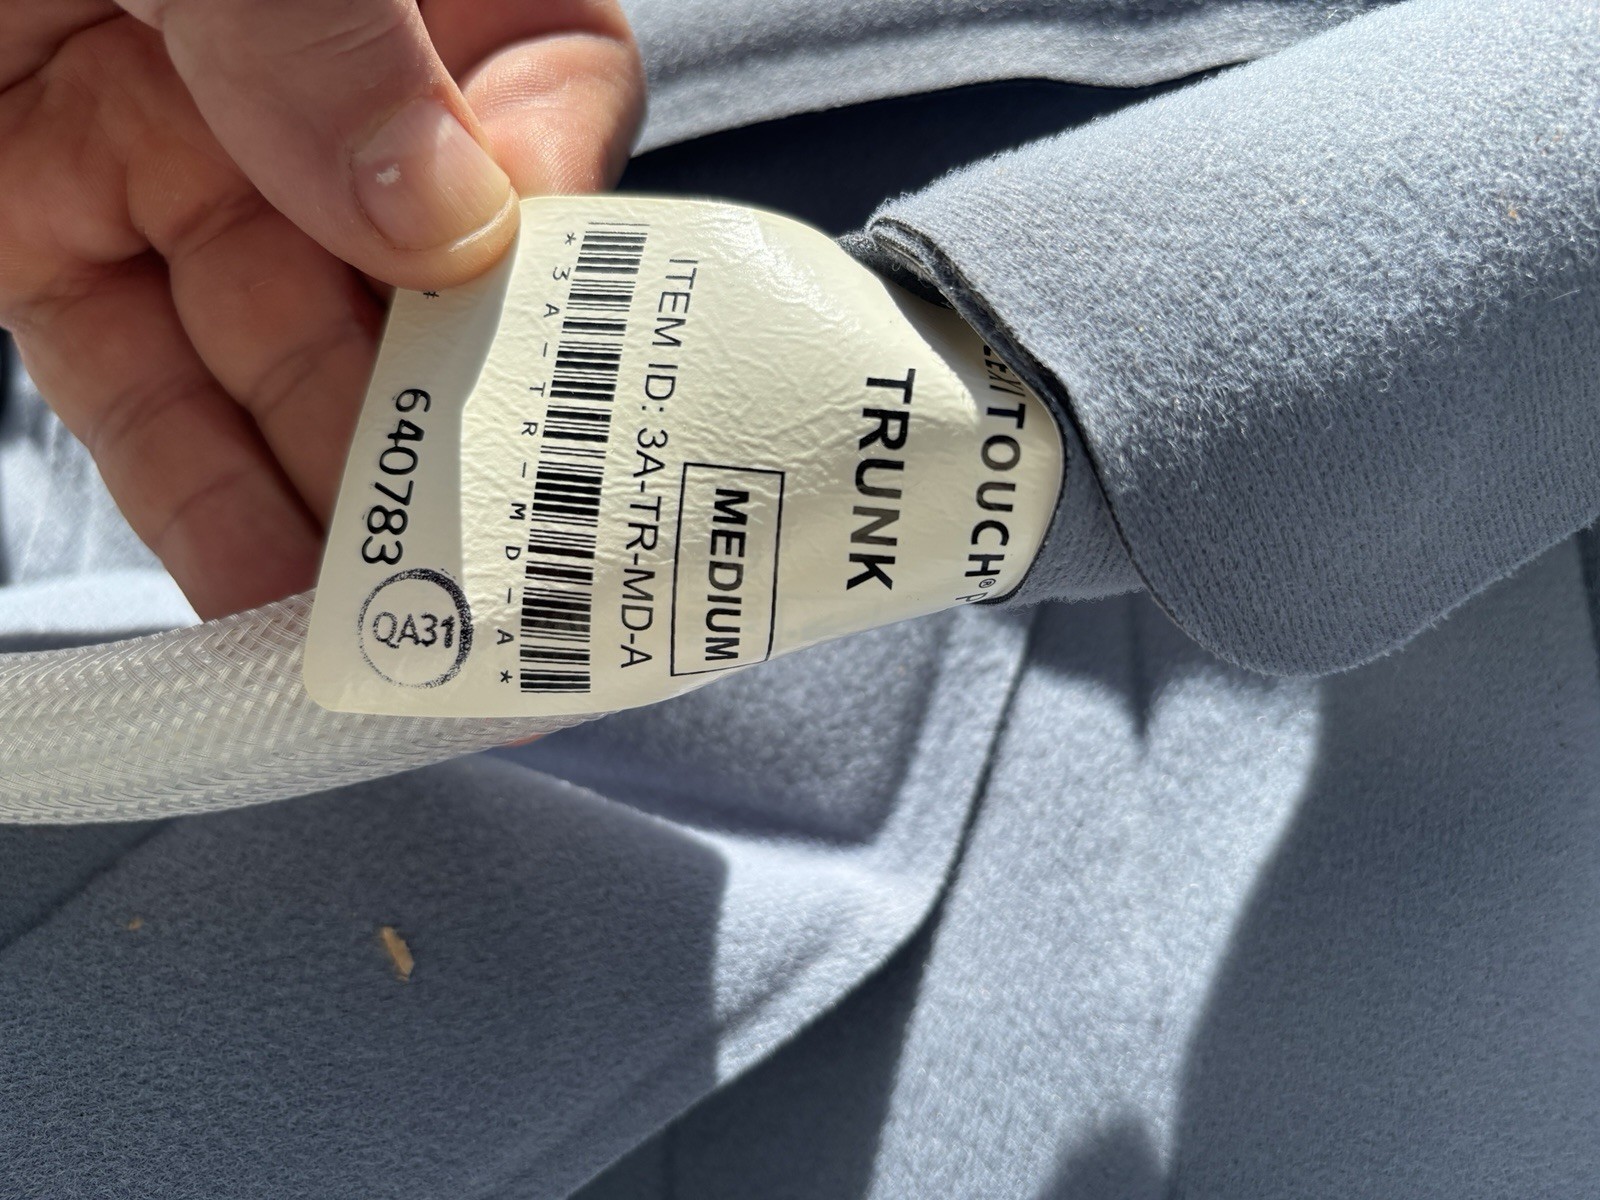 /TOUCH®
TRUNK
MEDIUM
ITEM ID: 3A-TR-MD-A
*3A-TR-MD-A*
# 640783
QA31